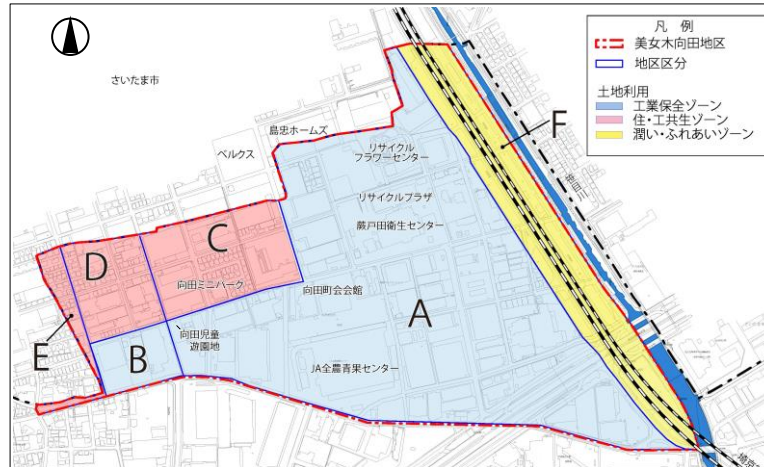 凡 例
美女木向田地区
地区区分
土地利用
工業保全ゾーン
住・工共生ゾーン
潤い・ふれあいゾーン
さいたま市
島忠ホームズ
ベルクス
リサイクル
フラワーセンター
リサイクルプラザ
蕨戸田衛生センター
F
C
D
向田ミニパーク
向田町会会館
A
E
B
向田児童
遊園地
JA全農青果センター